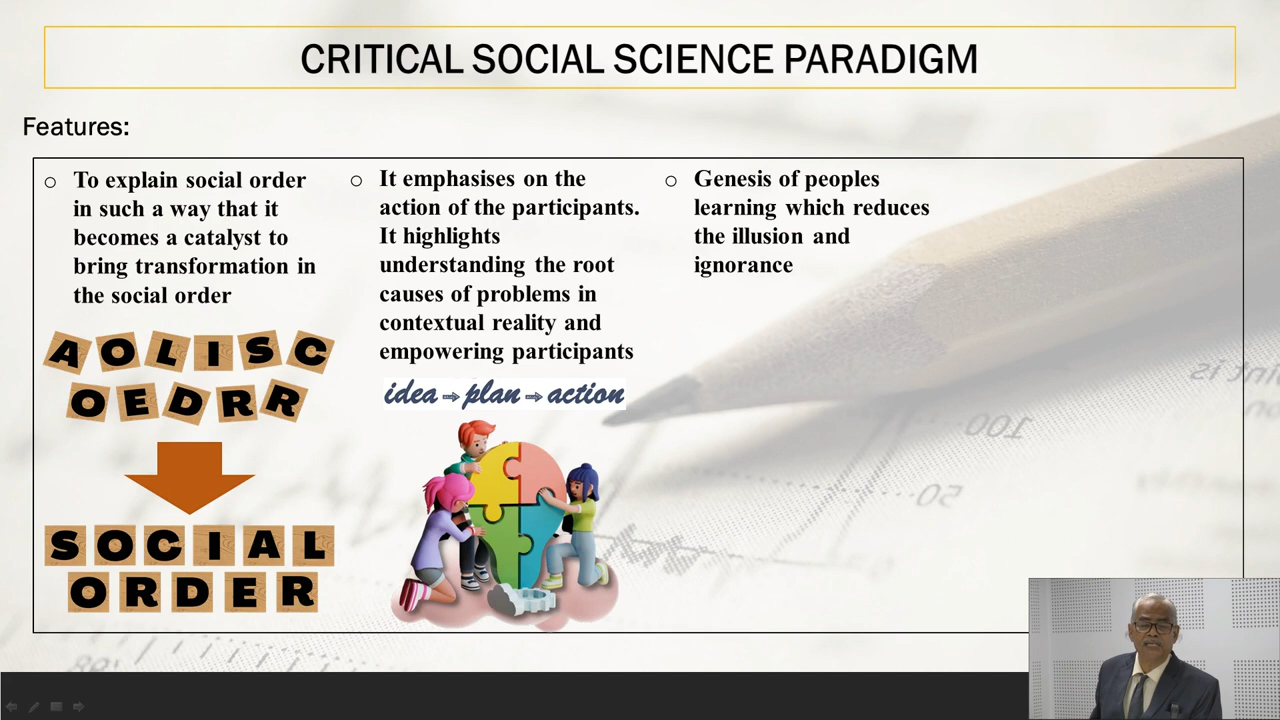 CRITICAL SOCIAL SCIENCE PARADIGM
Features:
To explain social order
in such a way that it
becomes a catalyst to
bring transformation in
the social order
AOLISC
OEDRR
SOCIAL
ORDER
It emphasises on the
action of the participants.
It highlights
understanding the root
causes of problems in
contextual reality and
empowering participants
idea⇨plan⇨action
Genesis of peoples
learning which reduces
the illusion and
ignorance
100
50